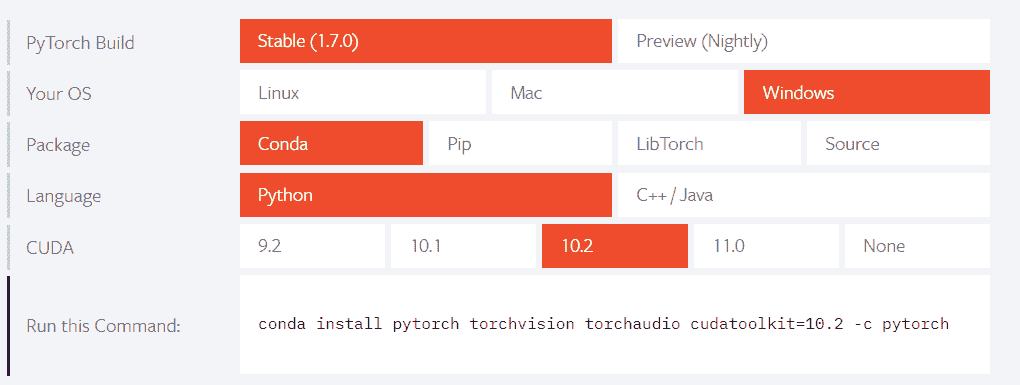 PyTorch Build Stable (1.7.0) Preview (Nightly)
Your OS Linux Mac Windows
Package Conda Pip LibTorch Source
Language Python C++ / Java
CUDA 9.2 10.1 10.2 11.0 None
Run this Command: conda install pytorch torchvision torchaudio cudatoolkit=10.2 -c pytorch